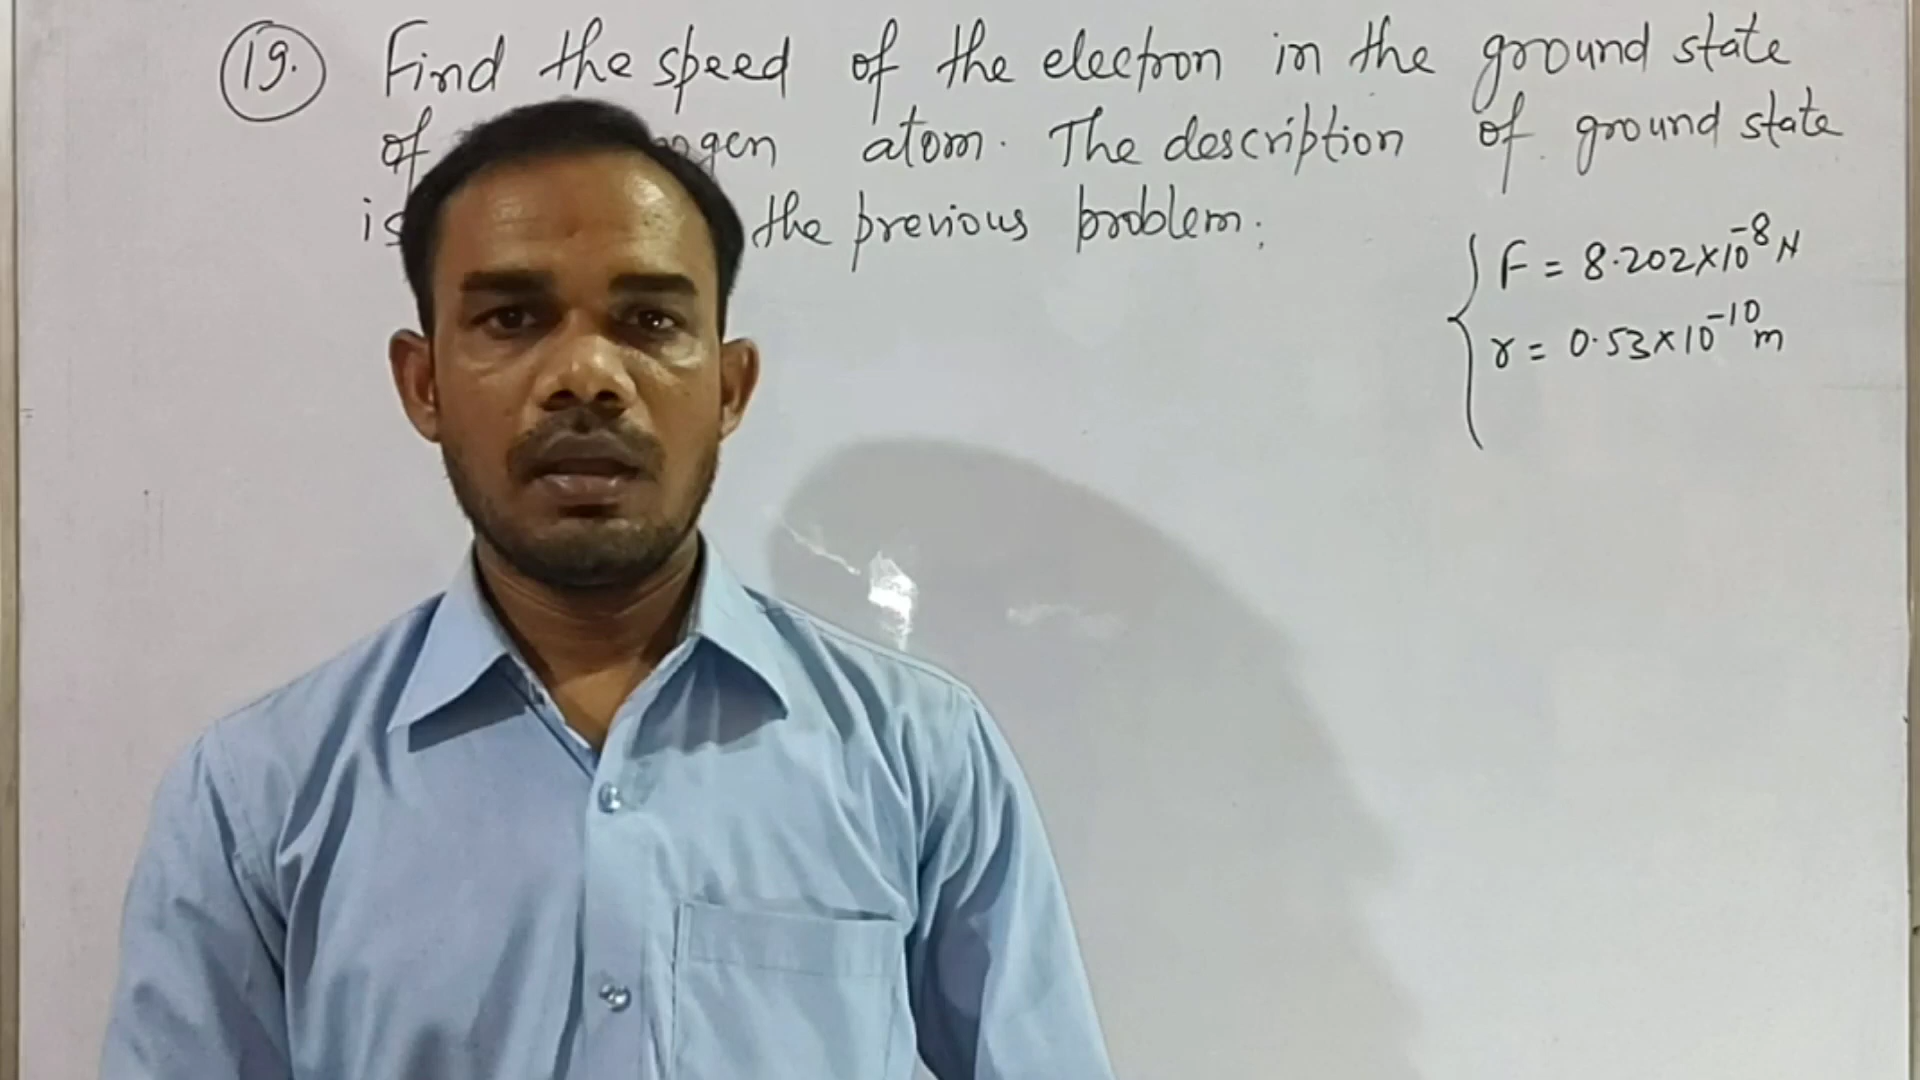 19. Find the speed of the electron in the ground state
of ogen atom. The description of ground state
is the previous problem.
F = 8.202×10⁻⁸ N
r = 0.53×10⁻¹⁰ m